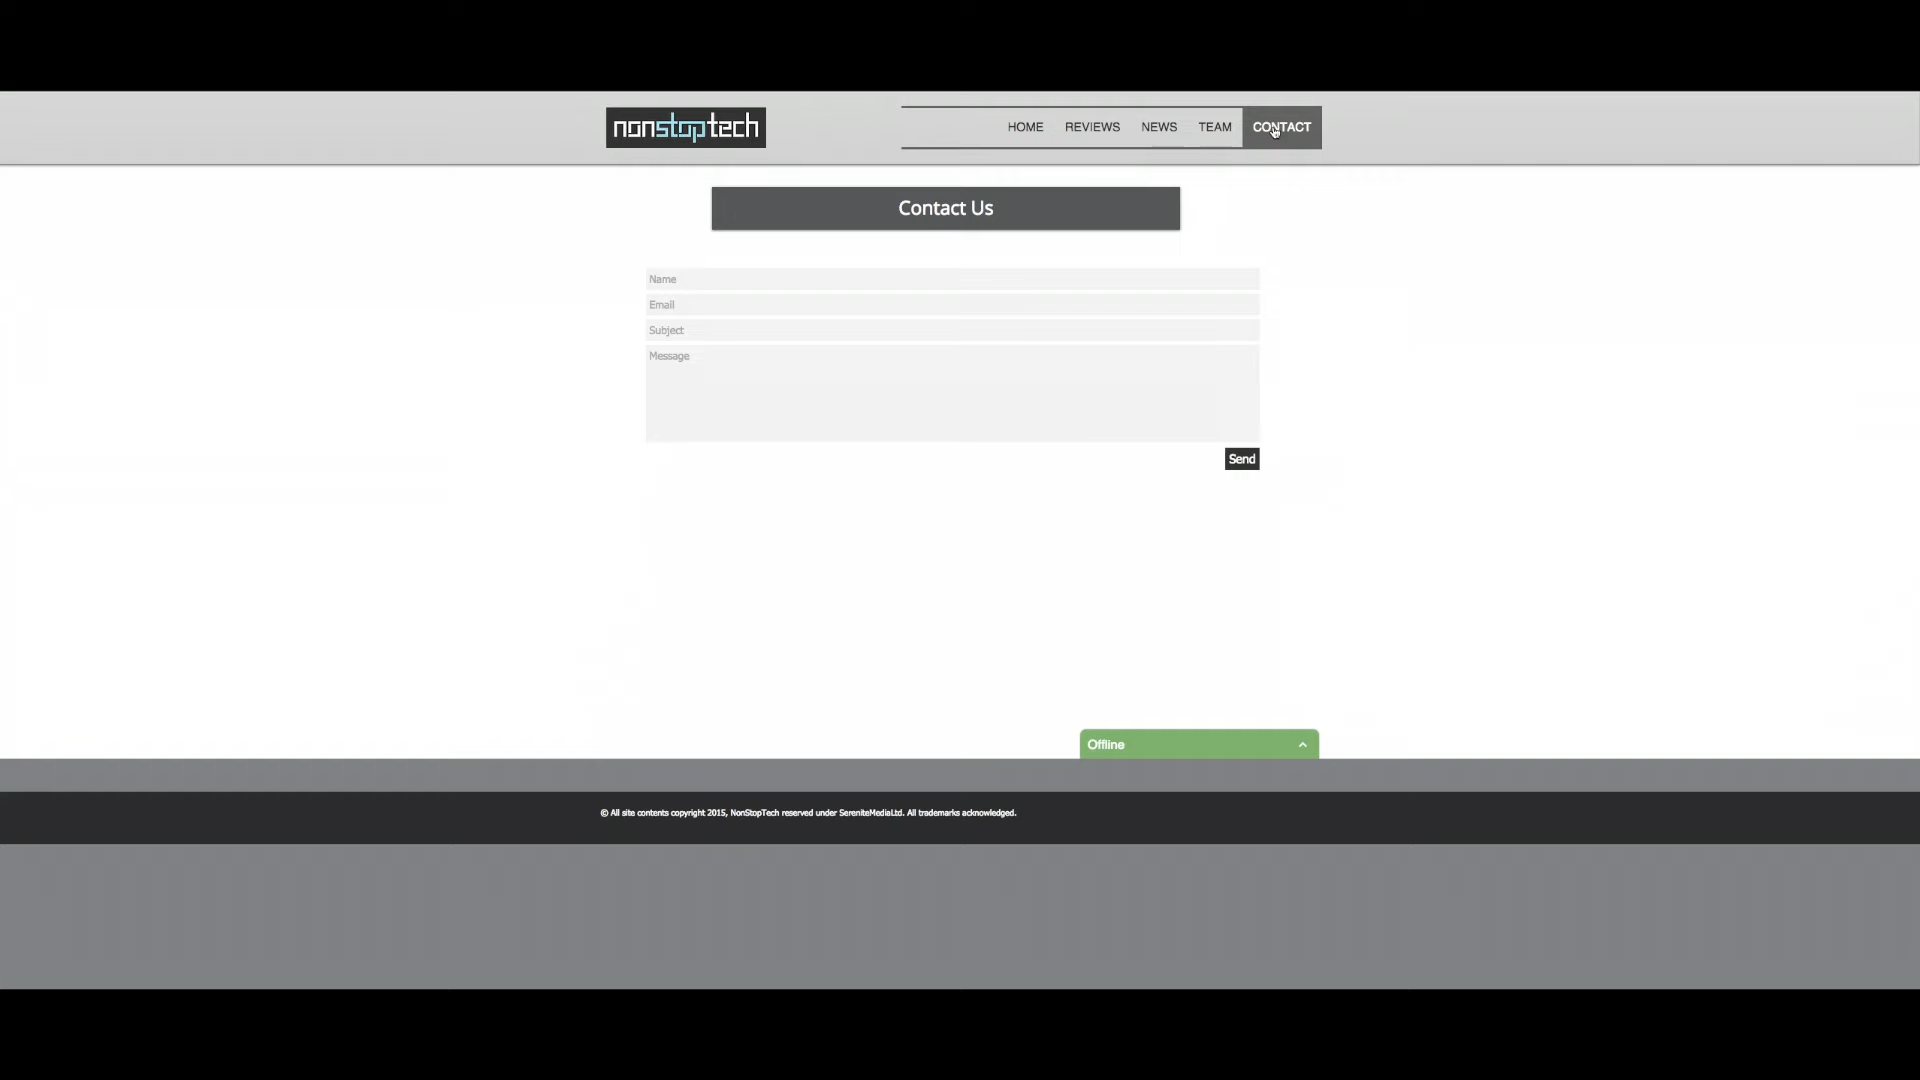 nonstoptech
HOME REVIEWS NEWS TEAM CONTACT
Contact Us
Name
Email
Subject
Message
Send
Offline
© All site contents copyright 2015, NonStopTech reserved under SereniteMediaLtd. All trademarks acknowledged.